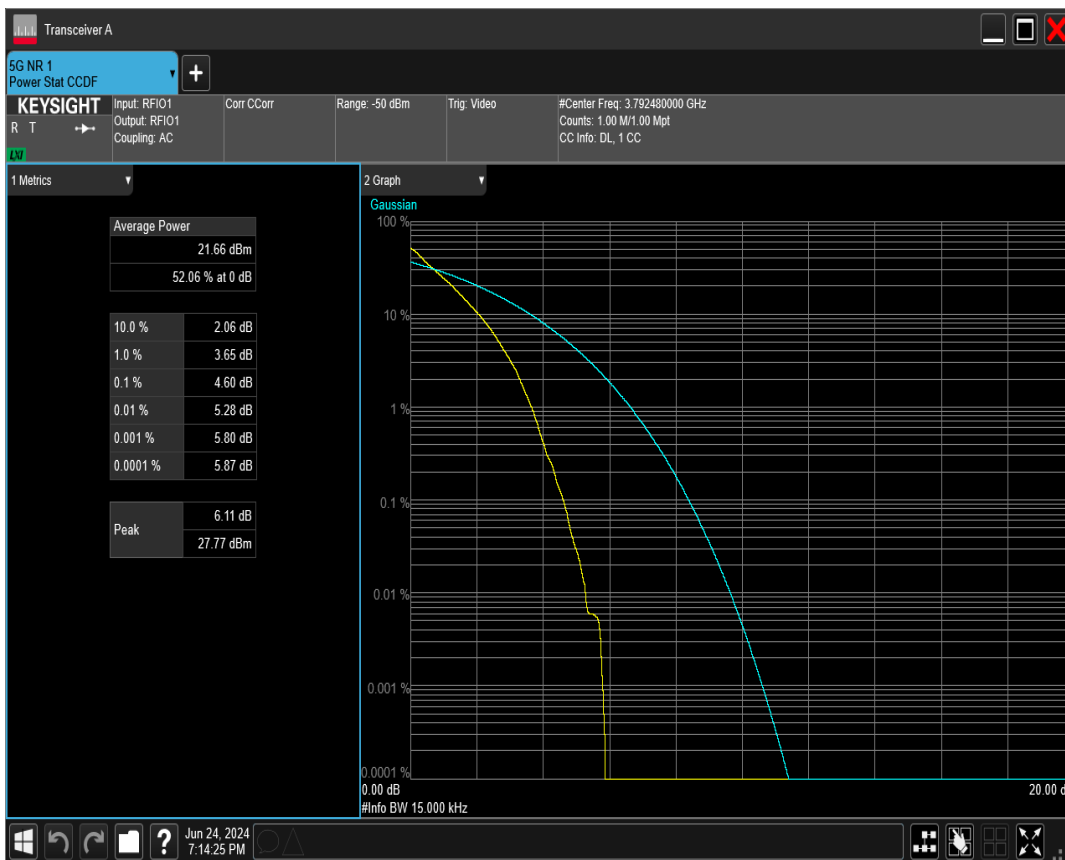 Transceiver A
5G NR 1
Power Stat CCDF
KEYSIGHT
R T
LXI
Input: RFIO1
Output: RFIO1
Coupling: AC
Corr CCorr
Range: -50 dBm
Trig: Video
#Center Freq: 3.792480000 GHz
Counts: 1.00 M/1.00 Mpt
CC Info: DL, 1 CC
1 Metrics
Average Power
21.66 dBm
52.06 % at 0 dB
10.0 % 2.06 dB
1.0 % 3.65 dB
0.1 % 4.60 dB
0.01 % 5.28 dB
0.001 % 5.80 dB
0.0001 % 5.87 dB
Peak
6.11 dB
27.77 dBm
2 Graph
Gaussian
100 %
10 %
1 %
0.1 %
0.01 %
0.001 %
0.0001 %
0.00 dB 20.00 d
#Info BW 15.000 kHz
?
Jun 24, 2024
7:14:25 PM